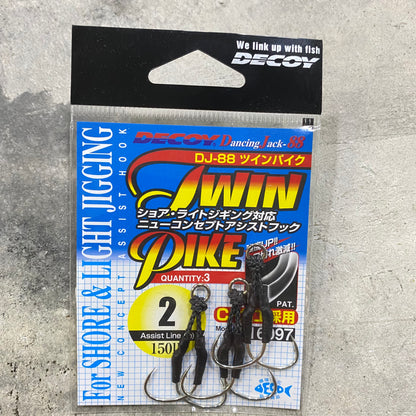 We link up with fish
DECOY
DECOY DancingJack-88
DJ-88 ツインパイク
TWIN
ショア・ライトジギング対応
ニューコンセプトアシストフック
PIKE
QUANTITY:3
PAT.
2
採用
Assist Line
FOR SHORE & LIGHT JIGGING
NEW CONCEPT ASSIST HOOK